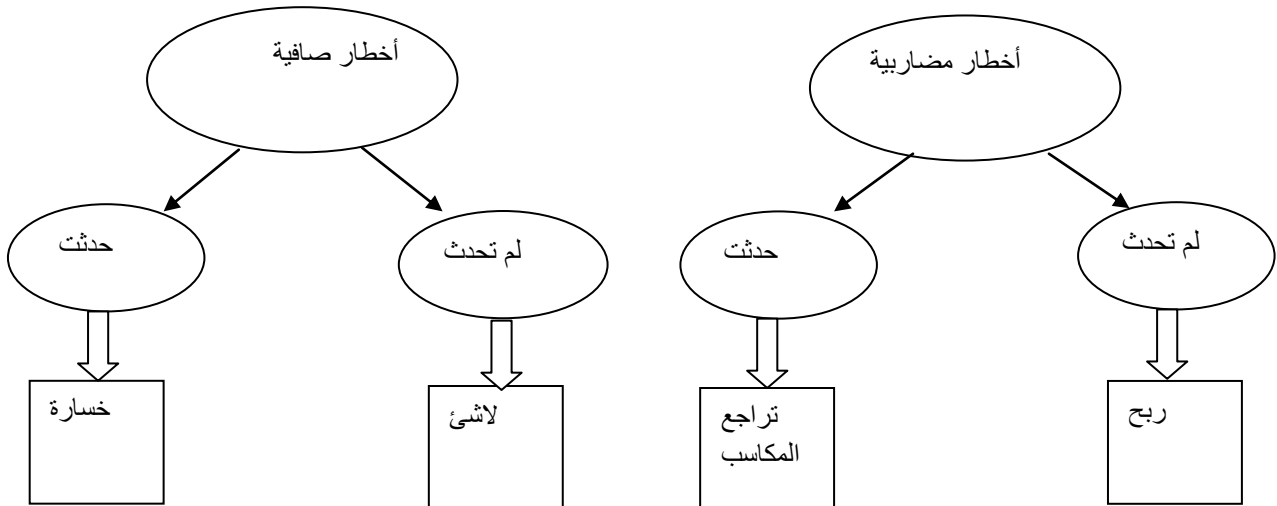 أخطار مضاربية
أخطار صافية
لم تحدث
حدثت
لم تحدث
حدثت
ربح
تراجع
المكاسب
لاشئ
خسارة